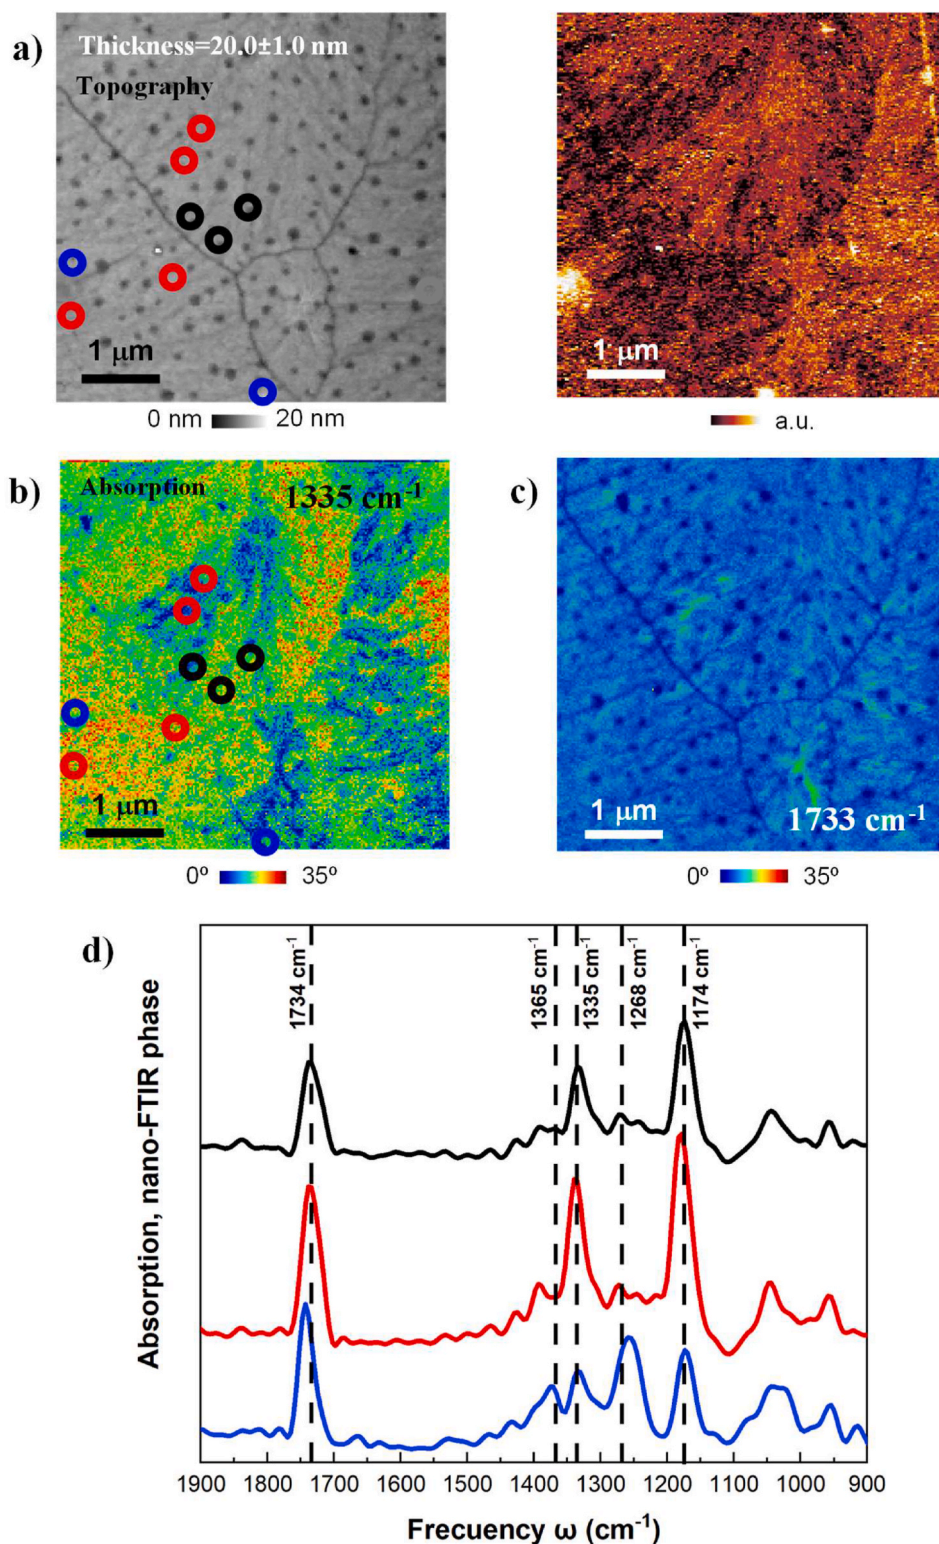 a)
Thickness=20.0±1.0 nm
Topography
1 μm
1 μm
0 nm 20 nm
a.u.
b)
Absorption
1335 cm-1
c)
1 μm
1 μm
1733 cm-1
0º 35º
0º 35º
d)
1734 cm-1
1365 cm-1
1335 cm-1
1268 cm-1
1174 cm-1
Absorption, nano-FTIR phase
1900 1700 1600 1500 1400 1300 1200 1100 1000 900
Frecuency ω (cm-1)